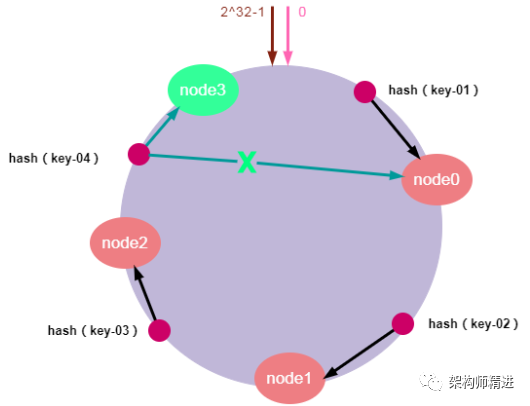 2^32-1 0
node3
hash（key-01）
X
hash（key-04）
node0
node2
hash（key-03）
hash（key-02）
node1
架构师精进